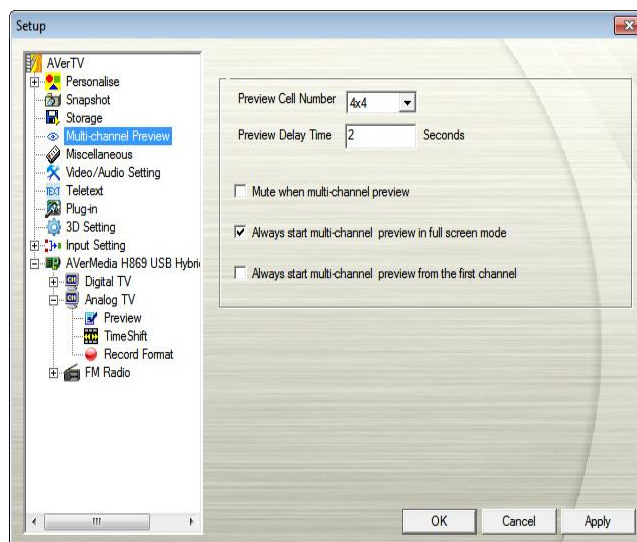 Setup
AVerTV
Personalise
Snapshot
Storage
Multi-channel Preview
Miscellaneous
Video/Audio Setting
TEXT Teletext
Plug-in
3D Setting
Input Setting
AVerMedia H869 USB Hybri
CH Digital TV
CH Analog TV
Preview
TimeShift
Record Format
FM Radio
Preview Cell Number 4x4
Preview Delay Time 2 Seconds
Mute when multi-channel preview
Always start multi-channel preview in full screen mode
Always start multi-channel preview from the first channel
OK Cancel Apply